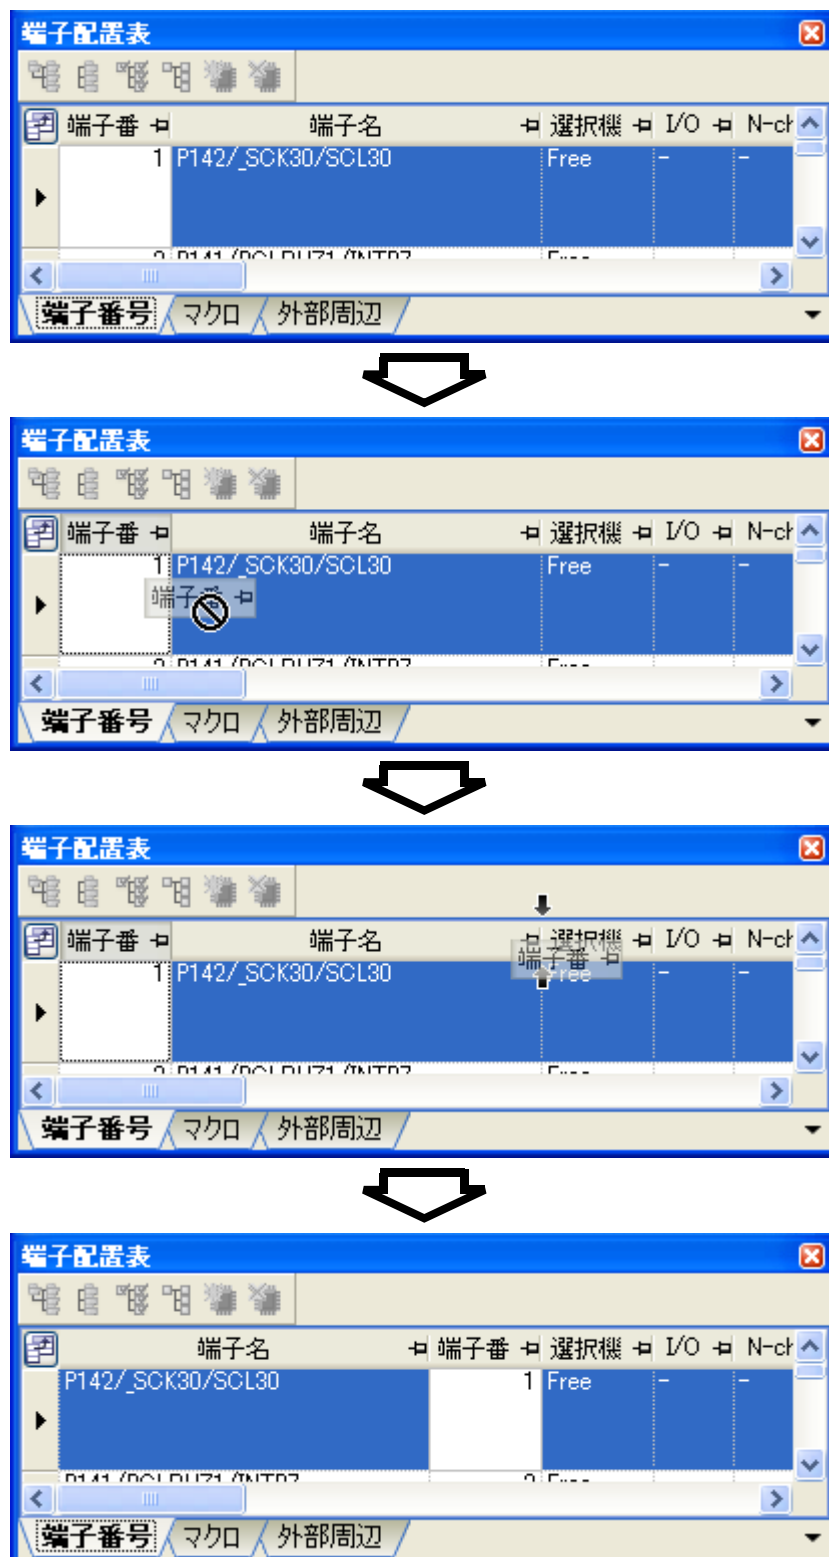 端子配置表
端子番 端子名 選択機 I/O N-ch
1 P142/_SCK30/SCL30 Free - -
端子番号 マクロ 外部周辺
端子配置表
端子番 端子名 選択機 I/O N-ch
1 P142/_SCK30/SCL30 Free - -
端子番
端子番号 マクロ 外部周辺
端子配置表
端子番 端子名 選択機 I/O N-ch
端子番
1 P142/_SCK30/SCL30 Free - -
端子番号 マクロ 外部周辺
端子配置表
端子名 端子番 選択機 I/O N-ch
P142/_SCK30/SCL30 1 Free - -
端子番号 マクロ 外部周辺